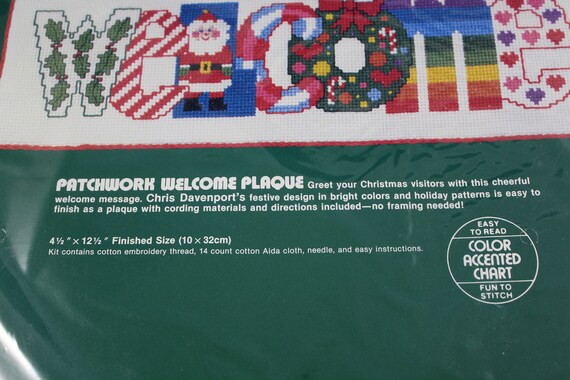 Welcome
PATCHWORK WELCOME PLAQUE Greet your Christmas visitors with this cheerful
welcome message. Chris Davenport's festive design in bright colors and holiday patterns is easy to
finish as a plaque with cording materials and directions included—no framing needed!
4½" × 12½" Finished Size (10 × 32cm)
Kit contains cotton embroidery thread, 14 count cotton Aida cloth, needle, and easy instructions.
EASY
TO READ
COLOR
ACCENTED
CHART
FUN TO
STITCH